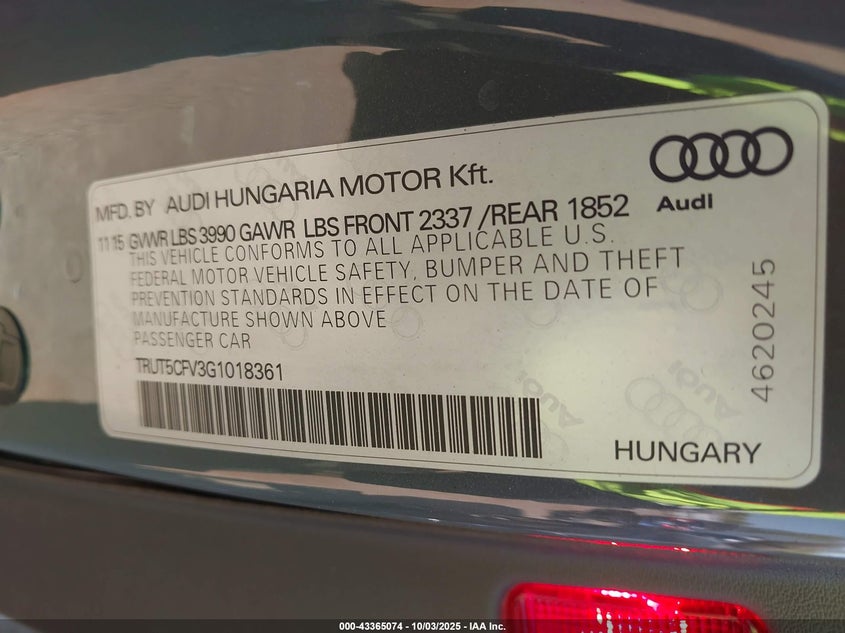 MFD. BY AUDI HUNGARIA MOTOR Kft.
11 15 GVWR LBS 3990 GAWR LBS FRONT 2337 /REAR 1852
Audi
THIS VEHICLE CONFORMS TO ALL APPLICABLE U.S.
FEDERAL MOTOR VEHICLE SAFETY, BUMPER AND THEFT
PREVENTION STANDARDS IN EFFECT ON THE DATE OF
MANUFACTURE SHOWN ABOVE
PASSENGER CAR
TRUT5CFV3G1018361
4620245
HUNGARY
000-43365074 - 10/03/2025 - IAA Inc.